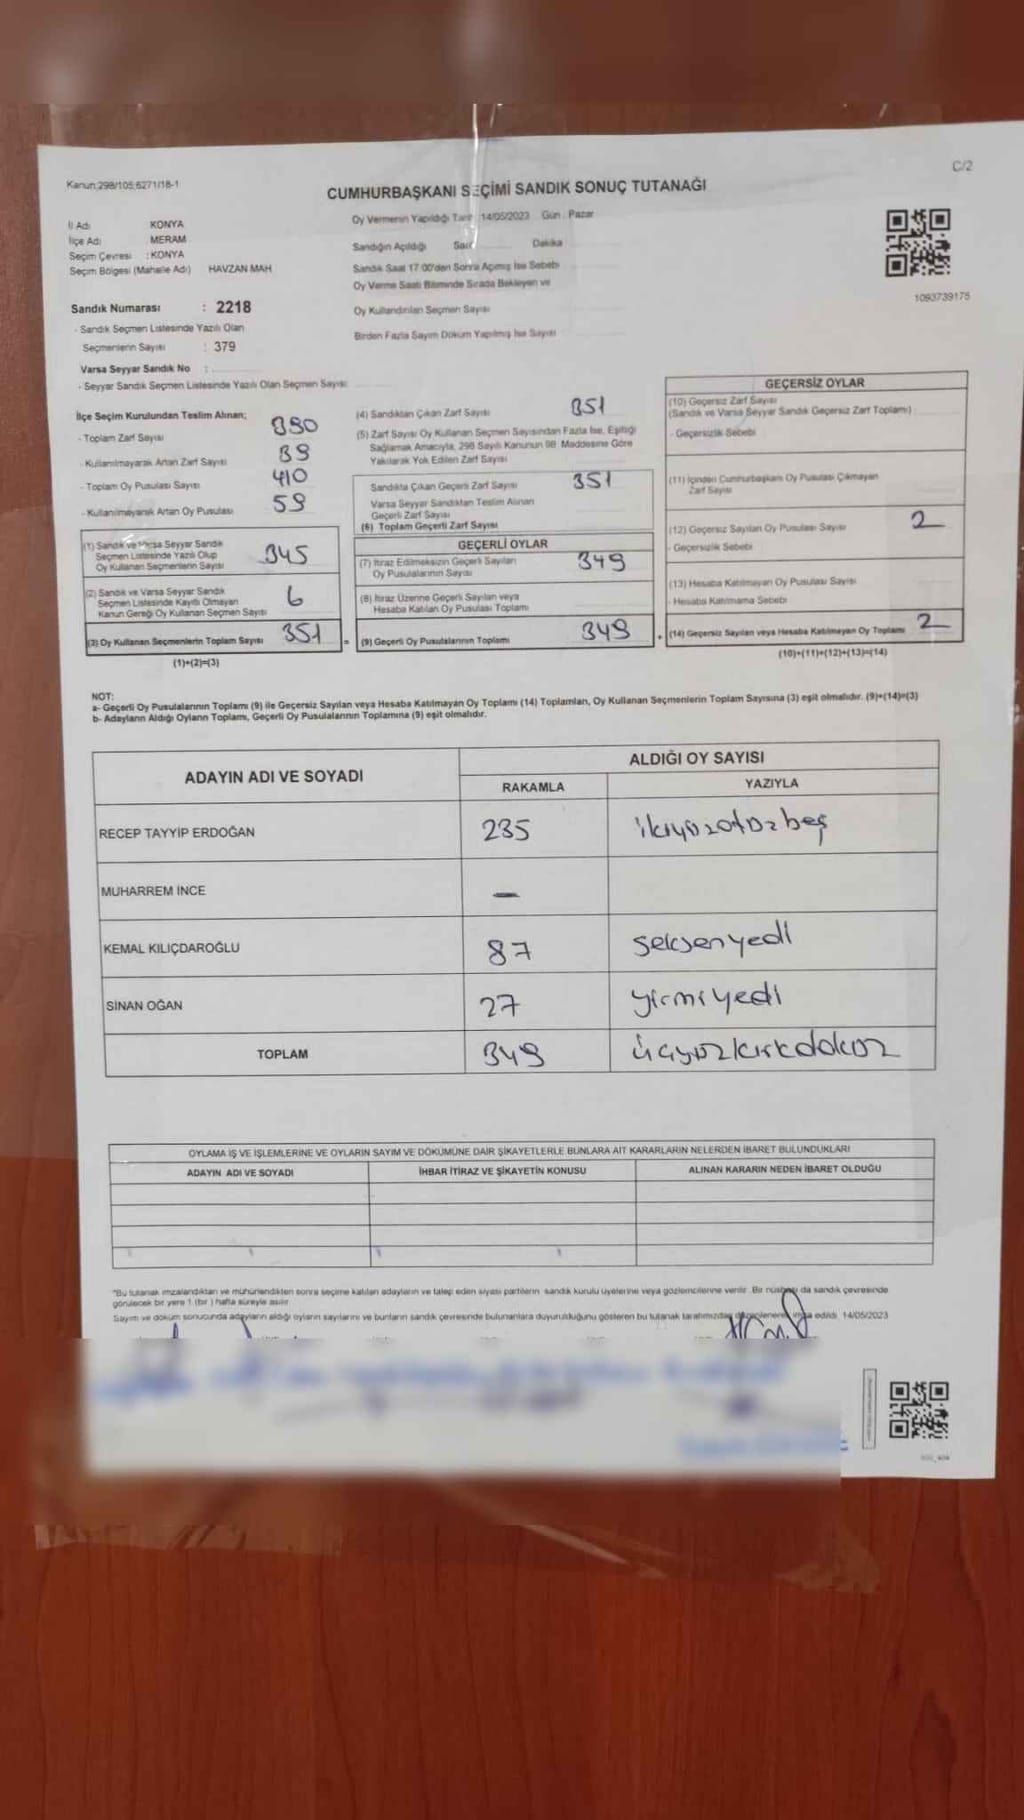 C/2
Kanun:298/105;6271/18-1
CUMHURBAŞKANI SEÇİMİ SANDIK SONUÇ TUTANAĞI
İl Adı KONYA
İlçe Adı MERAM
Seçim Çevresi : KONYA
Seçim Bölgesi (Mahalle Adı) HAVZAN MAH
Sandık Numarası : 2218
- Sandık Seçmen Listesinde Yazılı Olan
Seçmenlerin Sayısı : 379
Varsa Seyyar Sandık No :
- Seyyar Sandık Seçmen Listesinde Yazılı Olan Seçmen Sayısı
Oy Vermenin Yapıldığı Tarih 14/05/2023 Gün : Pazar
Sandığın Açıldığı Saat Dakika
Sandık Saat 17:00'den Sonra Açılmış İse Sebebi
Oy Verme Saati Bitiminde Sırada Bekleyen ve
Oy Kullandırılan Seçmen Sayısı
Birden Fazla Sayım Döküm Yapılmış İse Sayısı
1093739175
İlçe Seçim Kurulundan Teslim Alınan;
- Toplam Zarf Sayısı 390
- Kullanılmayarak Artan Zarf Sayısı 39
- Toplam Oy Pusulası Sayısı 410
- Kullanılmayarak Artan Oy Pusulası 59
(1) Sandık ve Varsa Seyyar Sandık
Seçmen Listesinde Yazılı Olup
Oy Kullanan Seçmenlerin Sayısı 345
(2) Sandık ve Varsa Seyyar Sandık
Seçmen Listesinde Kayıtlı Olmayan
Kanun Gereği Oy Kullanan Seçmen Sayısı 6
(3) Oy Kullanan Seçmenlerin Toplam Sayısı 351 =
(1)+(2)=(3)
(4) Sandıktan Çıkan Zarf Sayısı 351
(5) Zarf Sayısı Oy Kullanan Seçmen Sayısından Fazla İse, Eşitliği
Sağlamak Amacıyla, 298 Sayılı Kanunun 98. Maddesine Göre
Yakılarak Yok Edilen Zarf Sayısı
Sandıkta Çıkan Geçerli Zarf Sayısı 351
Varsa Seyyar Sandıktan Teslim Alınan
Geçerli Zarf Sayısı
(6) Toplam Geçerli Zarf Sayısı
GEÇERLİ OYLAR
(7) İtiraz Edilmeksizin Geçerli Sayılan
Oy Pusulalarının Sayısı 349
(8) İtiraz Üzerine Geçerli Sayılan veya
Hesaba Katılan Oy Pusulası Toplamı
(9) Geçerli Oy Pusulalarının Toplamı 349 +
GEÇERSİZ OYLAR
(10) Geçersiz Zarf Sayısı
(Sandık ve Varsa Seyyar Sandık Geçersiz Zarf Toplamı)
- Geçersizlik Sebebi
(11) İçinden Cumhurbaşkanı Oy Pusulası Çıkmayan
Zarf Sayısı
(12) Geçersiz Sayılan Oy Pusulası Sayısı 2
- Geçersizlik Sebebi
(13) Hesaba Katılmayan Oy Pusulası Sayısı
- Hesaba Katılmama Sebebi
(14) Geçersiz Sayılan veya Hesaba Katılmayan Oy Toplamı 2
(10)+(11)+(12)+(13)=(14)
NOT:
a- Geçerli Oy Pusulalarının Toplamı (9) ile Geçersiz Sayılan veya Hesaba Katılmayan Oy Toplamı (14) Toplamları, Oy Kullanan Seçmenlerin Toplam Sayısına (3) eşit olmalıdır. (9)+(14)=(3)
b- Adayların Aldığı Oyların Toplamı, Geçerli Oy Pusulalarının Toplamına (9) eşit olmalıdır.
ADAYIN ADI VE SOYADI ALDIĞI OY SAYISI
RAKAMLA YAZIYLA
RECEP TAYYİP ERDOĞAN 235 ikiyüzotuzbeş
MUHARREM İNCE —
KEMAL KILIÇDAROĞLU 87 seksenyedi
SİNAN OĞAN 27 yirmiyedi
TOPLAM 349 üçyüzkırkdokuz
OYLAMA İŞ VE İŞLEMLERİNE VE OYLARIN SAYIM VE DÖKÜMÜNE DAİR ŞİKAYETLERLE BUNLARA AİT KARARLARIN NELERDEN İBARET BULUNDUKLARI
ADAYIN ADI VE SOYADI İHBAR İTİRAZ VE ŞİKAYETİN KONUSU ALINAN KARARIN NEDEN İBARET OLDUĞU
"Bu tutanak imzalandıktan ve mühürlendikten sonra seçime katılan adayların ve talep eden siyasi partilerin sandık kurulu üyelerine veya gözlemcilerine verilir. Bir nüshası da sandık çevresinde
görülecek bir yere 1 (bir ) hafta süreyle asılır.
Sayım ve döküm sonucunda adayların aldığı oyların sayılarını ve bunların sandık çevresinde bulunanlara duyurulduğunu gösteren bu tutanak tarafımızdan düzenlenerek imza edildi. 14/05/2023